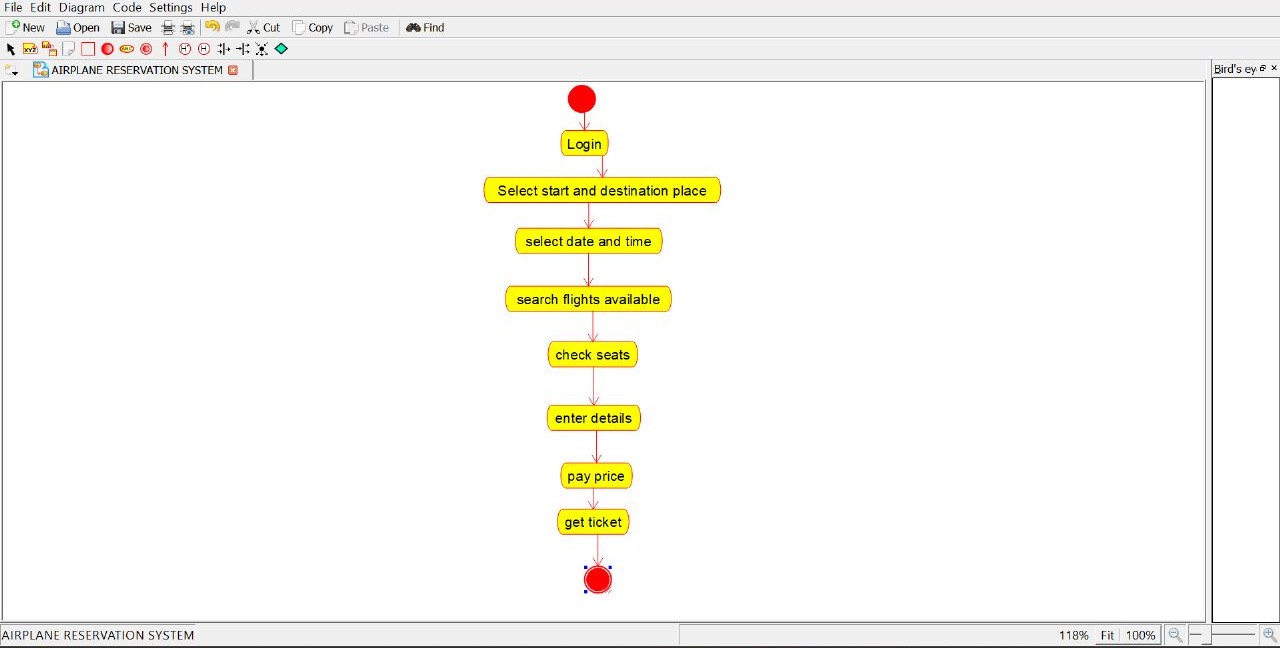 File Edit Diagram Code Settings Help
New Open Save Cut Copy Paste Find
AIRPLANE RESERVATION SYSTEM
Bird's ey
Login
Select start and destination place
select date and time
search flights available
check seats
enter details
pay price
get ticket
AIRPLANE RESERVATION SYSTEM 118% Fit 100%